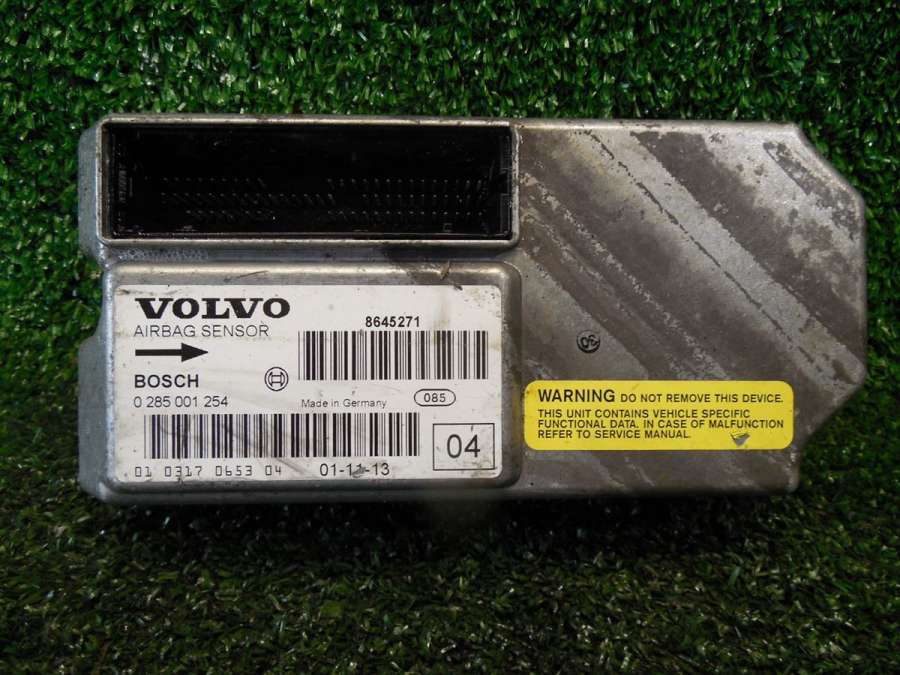 VOLVO
AIRBAG SENSOR
8645271
BOSCH
0 285 001 254
Made in Germany
085
01 0317 0653 04
01-11-13
04
WARNING DO NOT REMOVE THIS DEVICE.
THIS UNIT CONTAINS VEHICLE SPECIFIC
FUNCTIONAL DATA. IN CASE OF MALFUNCTION
REFER TO SERVICE MANUAL.